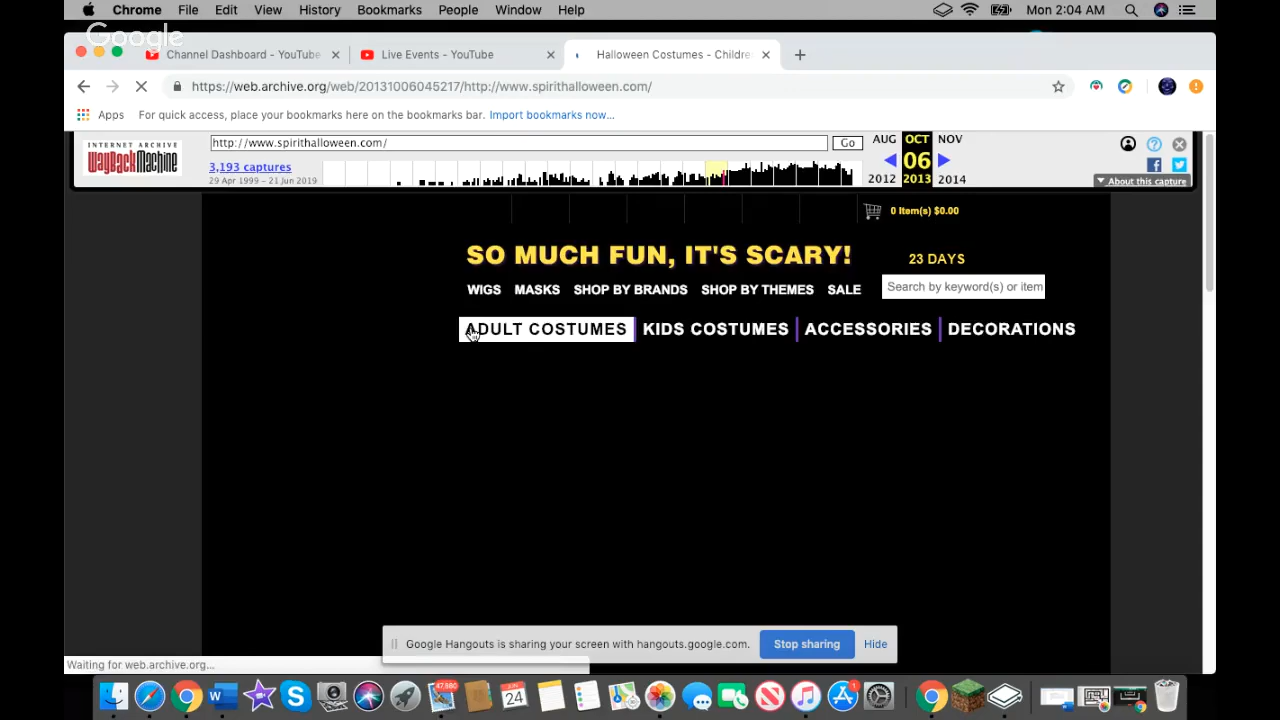 Chrome File Edit View History Bookmarks People Window Help Mon 2:04 AM
Google
Channel Dashboard - YouTube Live Events - YouTube Halloween Costumes - Childre
https://web.archive.org/web/20131006045217/http://www.spirithalloween.com/
Apps For quick access, place your bookmarks here on the bookmarks bar. Import bookmarks now...
INTERNET ARCHIVE
WayBackMachine
http://www.spirithalloween.com/ Go
3,193 captures
29 Apr 1999 – 21 Jun 2019
AUG OCT NOV
06
2012 2013 2014
About this capture
0 Item(s) $0.00
SO MUCH FUN, IT'S SCARY!
23 DAYS
WIGS MASKS SHOP BY BRANDS SHOP BY THEMES SALE
Search by keyword(s) or item
ADULT COSTUMES KIDS COSTUMES ACCESSORIES DECORATIONS
Google Hangouts is sharing your screen with hangouts.google.com. Stop sharing Hide
Waiting for web.archive.org...
47,880
JUN
24
1